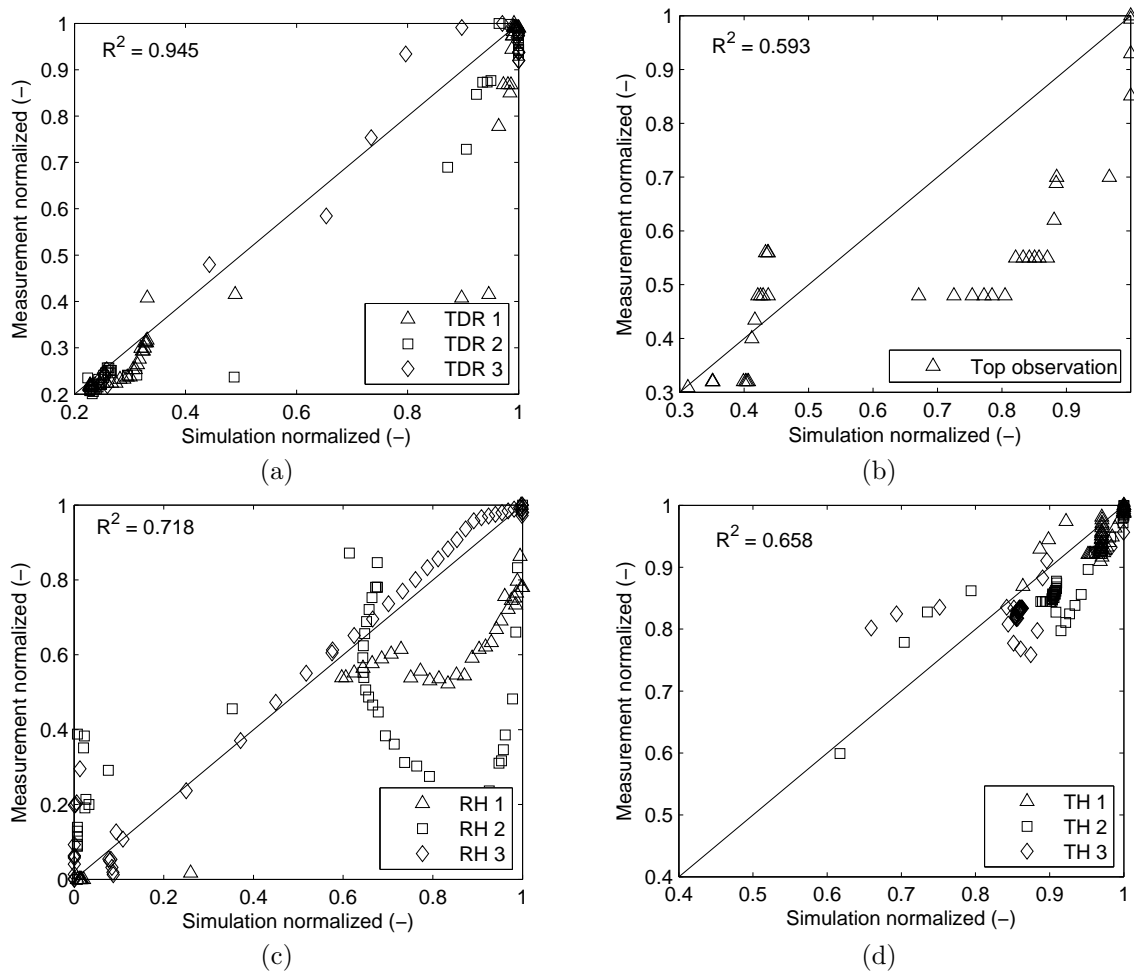 R² = 0.945
Measurement normalized (−)
1
0.9
0.8
0.7
0.6
0.5
0.4
0.3
0.2
TDR 1
TDR 2
TDR 3
0.2 0.4 0.6 0.8 1
Simulation normalized (−)
(a)
R² = 0.593
Measurement normalized (−)
1
0.9
0.8
0.7
0.6
0.5
0.4
0.3
Top observation
0.3 0.4 0.5 0.6 0.7 0.8 0.9
Simulation normalized (−)
(b)
R² = 0.718
Measurement normalized (−)
1
0.8
0.6
0.4
0.2
0
RH 1
RH 2
RH 3
0 0.2 0.4 0.6 0.8 1
Simulation normalized (−)
(c)
R² = 0.658
Measurement normalized (−)
1
0.9
0.8
0.7
0.6
0.5
0.4
TH 1
TH 2
TH 3
0.4 0.5 0.6 0.7 0.8 0.9 1
Simulation normalized (−)
(d)